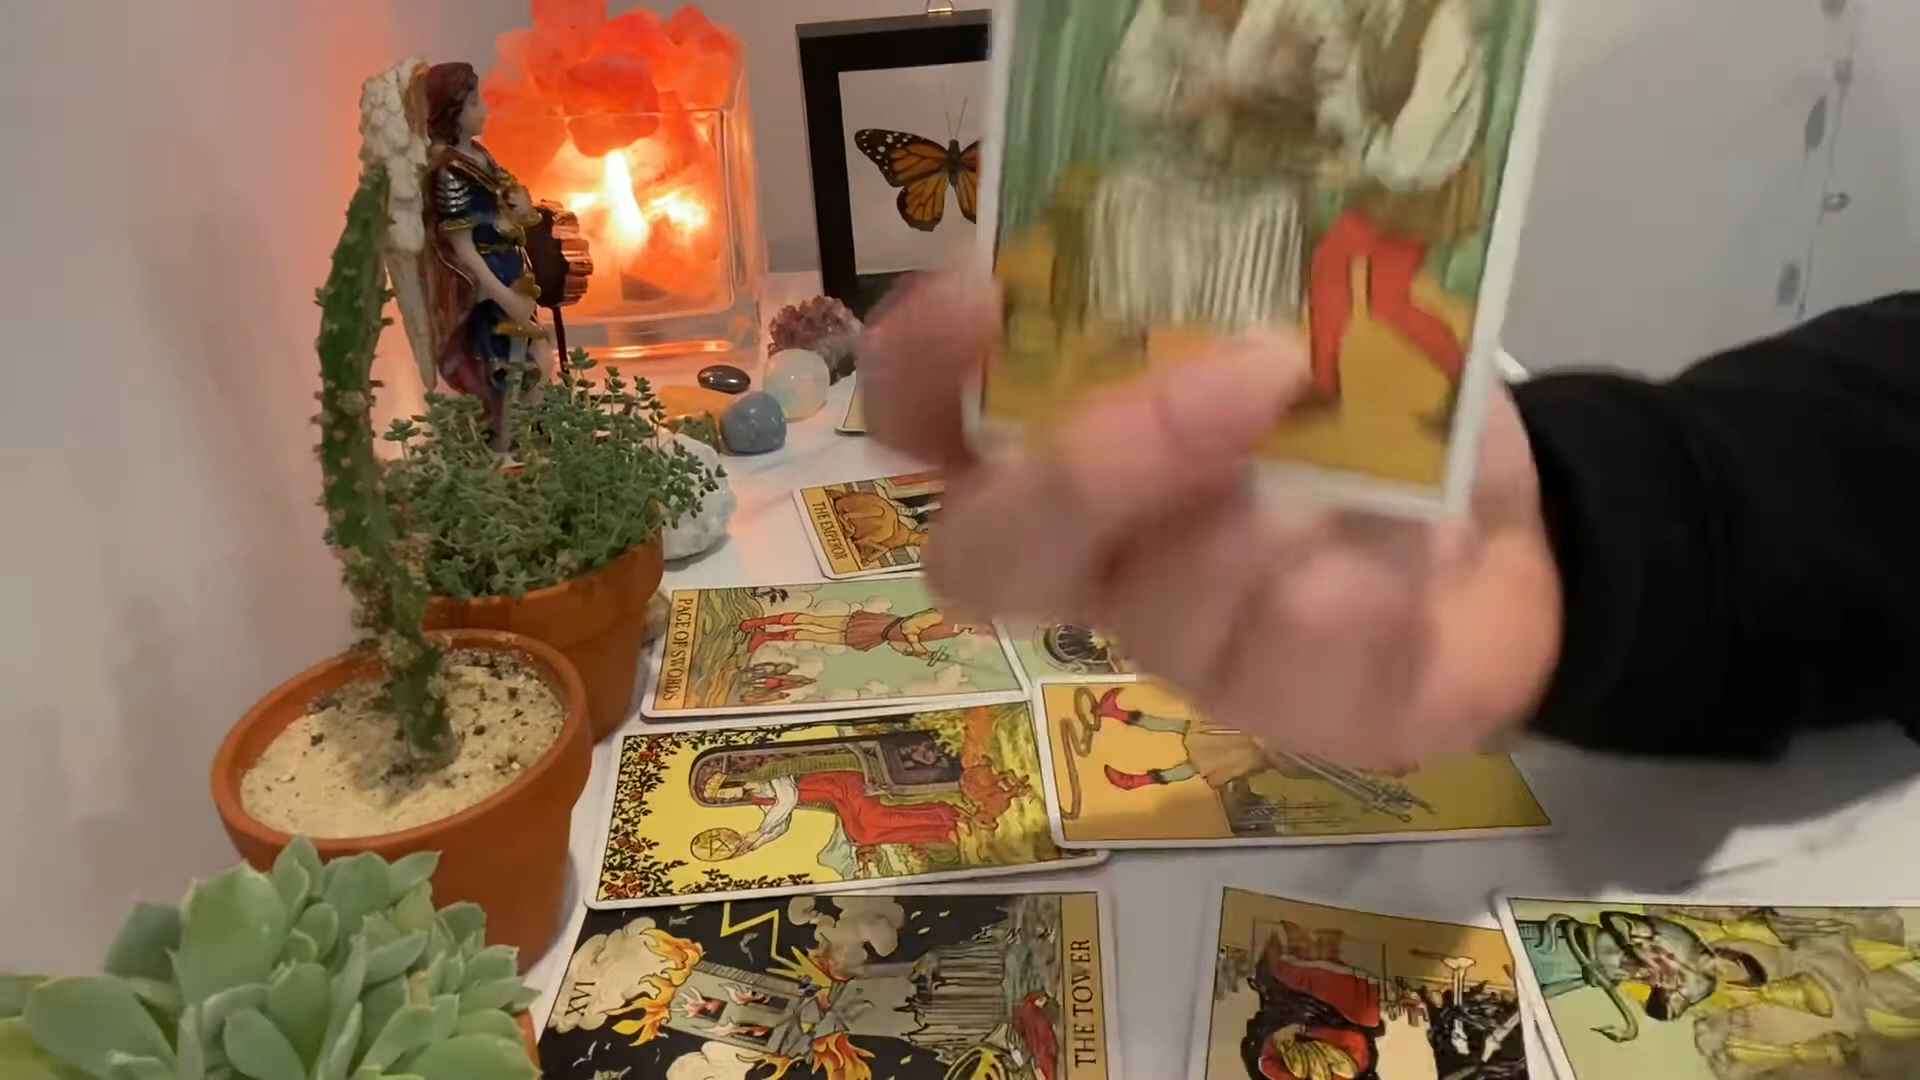 THE EMPEROR
PAGE OF SWORDS
XVI
THE TOWER